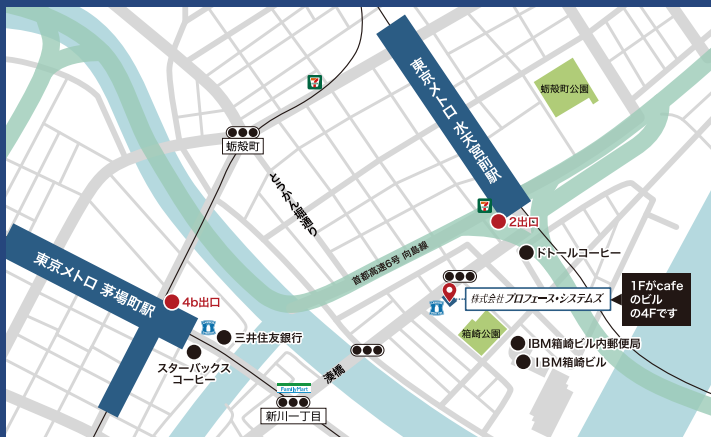 東京メトロ 水天宮前駅
蛎殻町公園
7
蛎殻町
とうかん堀通り
7
2出口
ドトールコーヒー
首都高速6号 向島線
東京メトロ 茅場町駅
4b出口
株式会社プロフェース・システムズ
1Fがcafe
のビル
の4Fです
三井住友銀行
スターバックス
コーヒー
箱崎公園
IBM箱崎ビル内郵便局
IBM箱崎ビル
湊橋
FamilyMart
新川一丁目